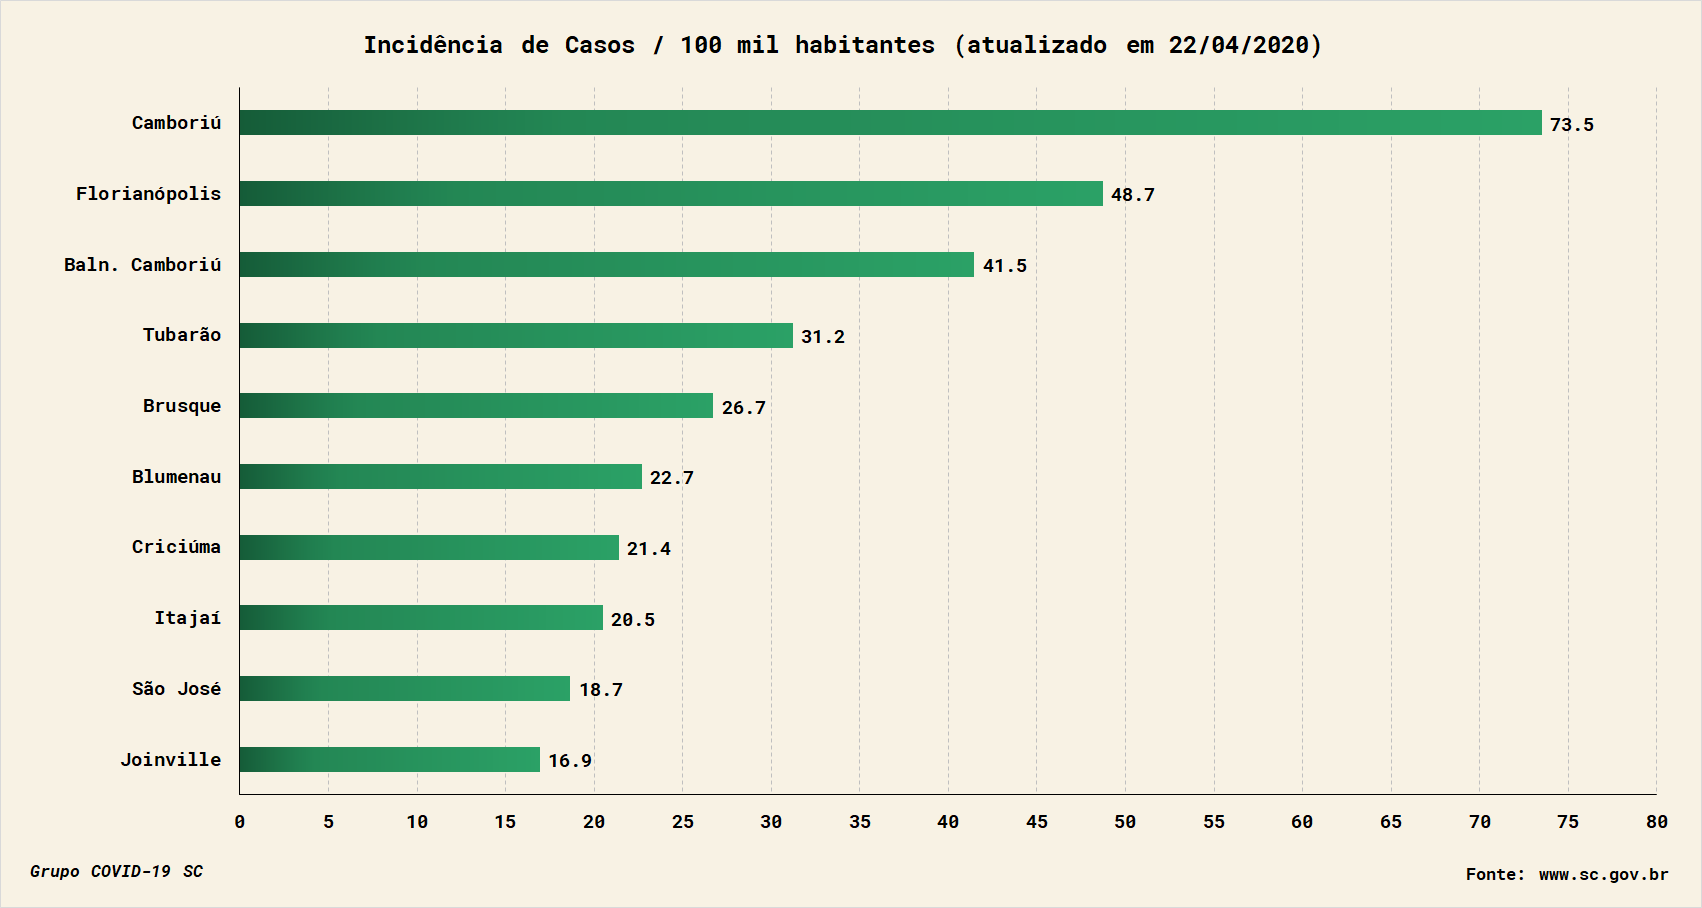 Incidência de Casos / 100 mil habitantes (atualizado em 22/04/2020)
Camboriú 73.5
Florianópolis 48.7
Baln. Camboriú 41.5
Tubarão 31.2
Brusque 26.7
Blumenau 22.7
Criciúma 21.4
Itajaí 20.5
São José 18.7
Joinville 16.9
0 5 10 15 20 25 30 35 40 45 50 55 60 65 70 75 80
Grupo COVID-19 SC
Fonte: www.sc.gov.br